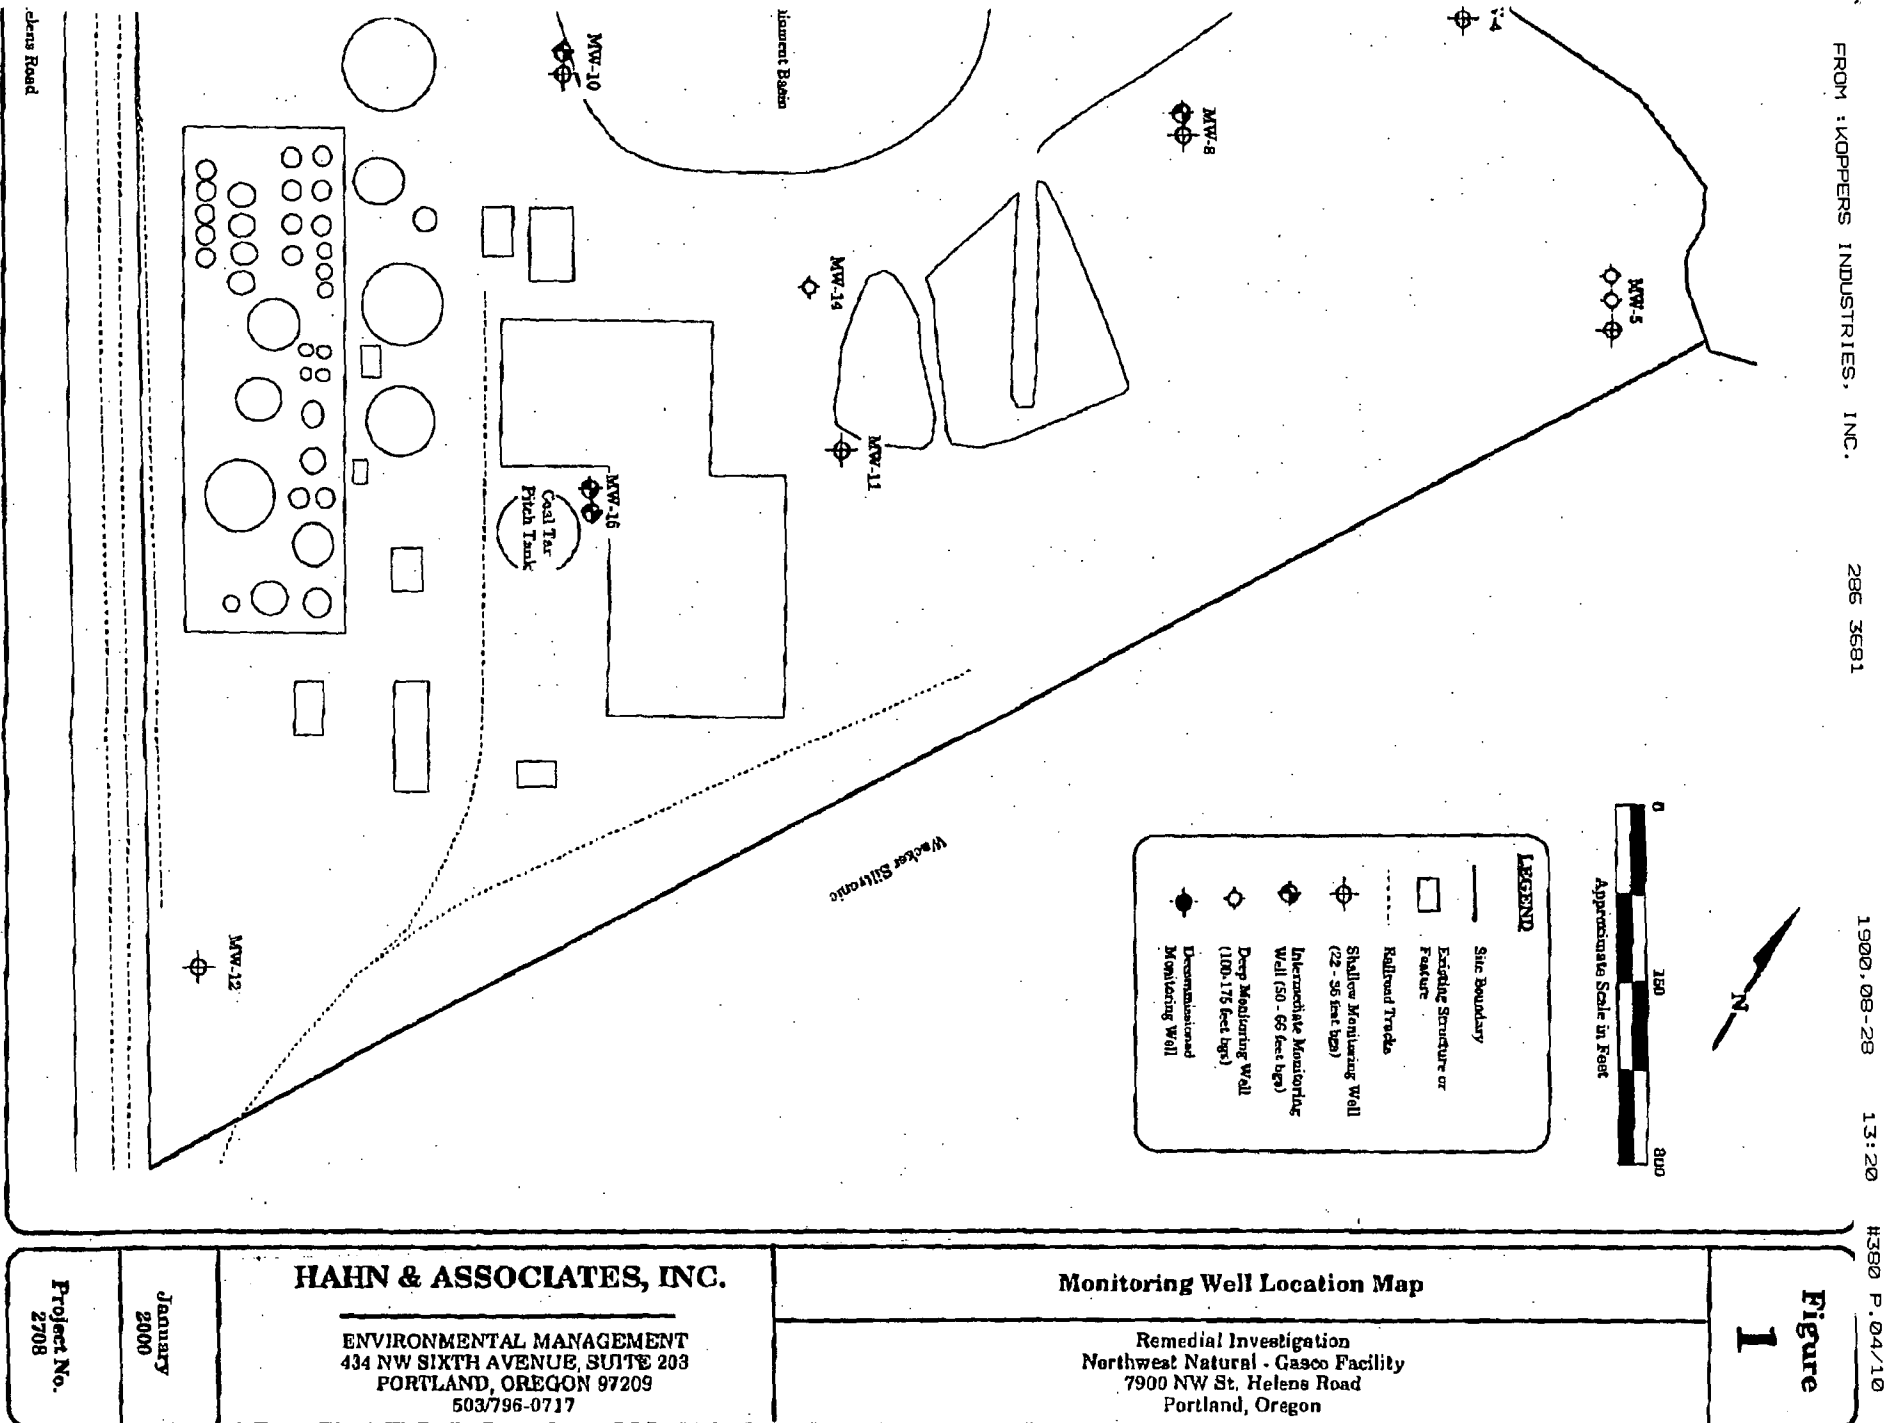 FROM :KOPPERS INDUSTRIES, INC. 286 3681 1900,08-28 13:20 #380 P.04/10
Road
MW-10
Basin
MW-8
MW-5
MW-14
MW-11
MW-16
Coal Tar
Pitch Tank
MW-12
Wacker Siltronic
N
0 150 300
Approximate Scale in Feet
LEGEND
Site Boundary
Existing Structure or
Feature
Railroad Tracks
Shallow Monitoring Well
(22 - 36 feet bgs)
Intermediate Monitoring
Well (50 - 66 feet bgs)
Deep Monitoring Well
(100-175 feet bgs)
Decommissioned
Monitoring Well
Project No.
2708
January
2000
HAHN & ASSOCIATES, INC.
ENVIRONMENTAL MANAGEMENT
434 NW SIXTH AVENUE, SUITE 203
PORTLAND, OREGON 97209
503/796-0717
Monitoring Well Location Map
Remedial Investigation
Northwest Natural - Gasco Facility
7900 NW St. Helens Road
Portland, Oregon
Figure
1